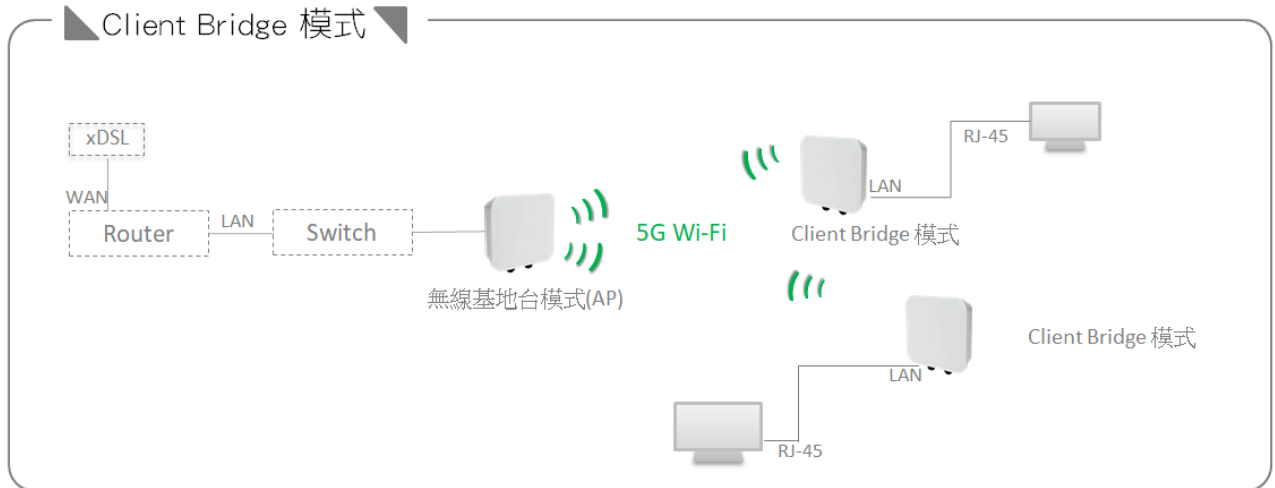 Client Bridge 模式
xDSL
WAN
Router
LAN
Switch
無線基地台模式(AP)
5G Wi-Fi
RJ-45
LAN
Client Bridge 模式
Client Bridge 模式
LAN
RJ-45